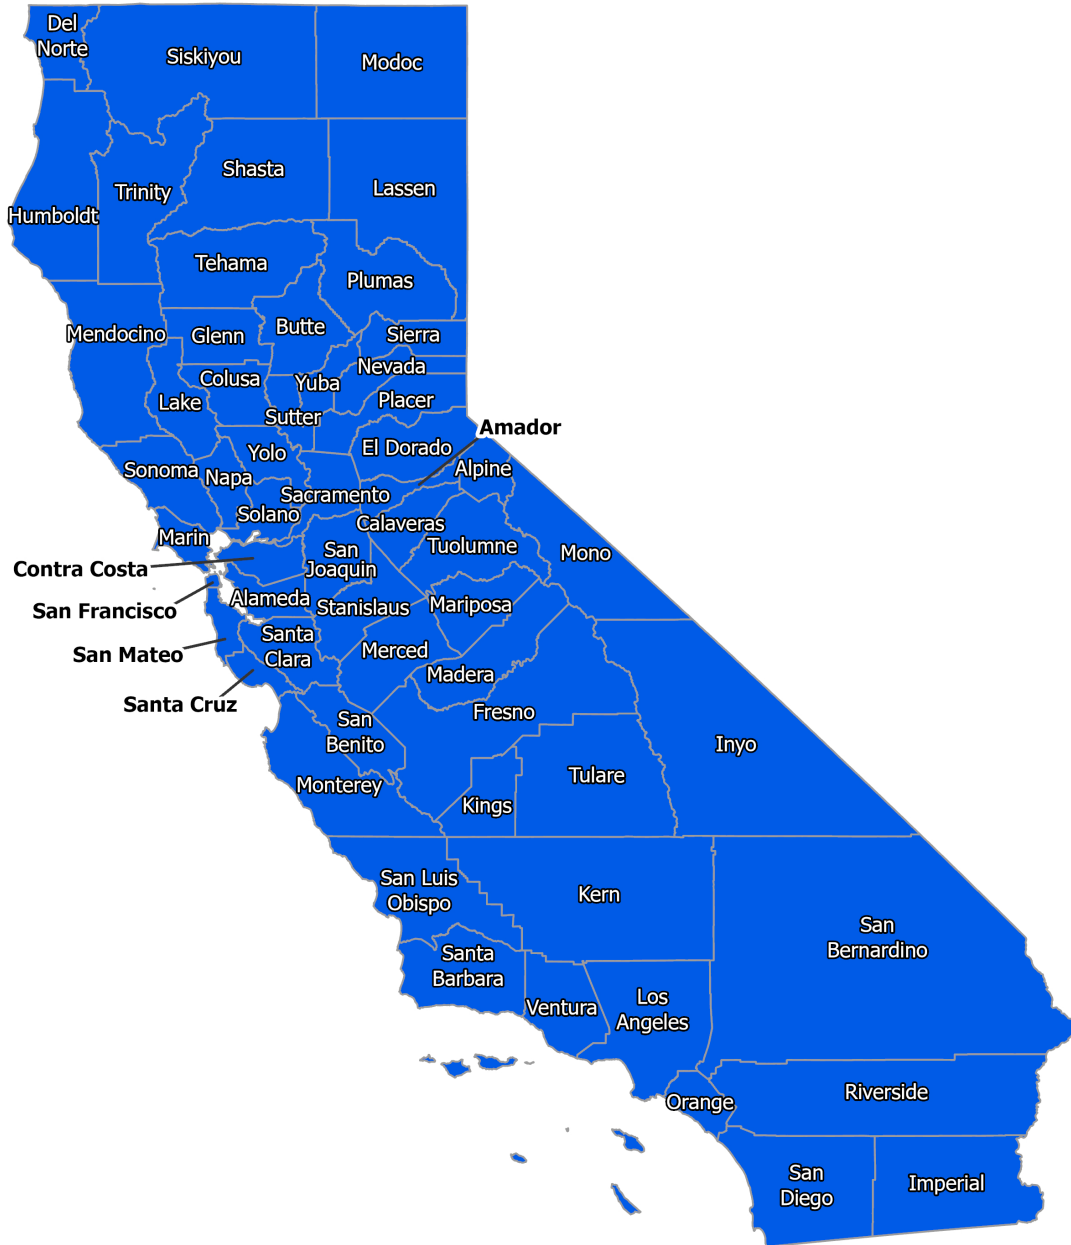 Del
Norte
Siskiyou
Modoc
Shasta
Lassen
Trinity
Humboldt
Tehama
Plumas
Mendocino
Glenn
Butte
Sierra
Nevada
Colusa
Yuba
Placer
Lake
Sutter
Amador
El Dorado
Yolo
Sonoma
Napa
Alpine
Sacramento
Solano
Calaveras
Marin
Tuolumne
San
Joaquin
Mono
Contra Costa
Alameda
San Francisco
Stanislaus
Mariposa
Santa
Clara
San Mateo
Merced
Madera
Santa Cruz
Fresno
San
Benito
Inyo
Tulare
Monterey
Kings
San Luis
Obispo
Kern
San
Bernardino
Santa
Barbara
Ventura
Los
Angeles
Orange
Riverside
San
Diego
Imperial